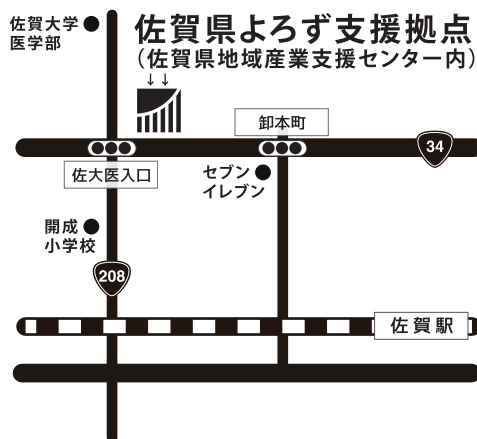 佐賀大学
医学部
佐賀県よろず支援拠点
（佐賀県地域産業支援センター内）
↓↓
卸本町
34
佐大医入口
セブン
イレブン
開成
小学校
208
佐賀駅